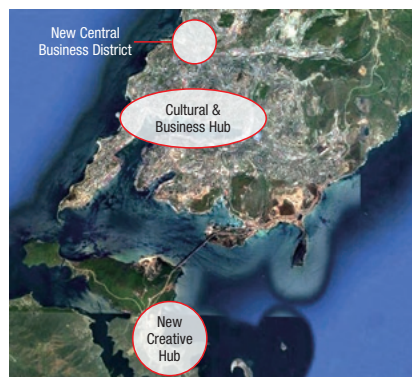 New Central
Business District
Cultural &
Business Hub
New
Creative
Hub